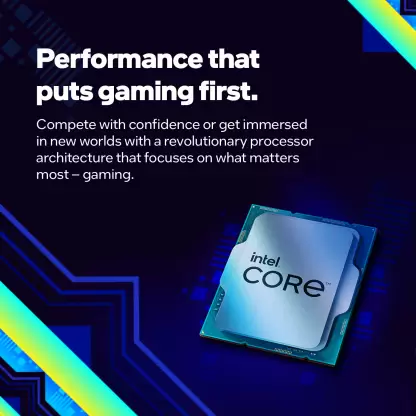 Performance that
puts gaming first.
Compete with confidence or get immersed
in new worlds with a revolutionary processor
architecture that focuses on what matters
most – gaming.
intel
CORE™